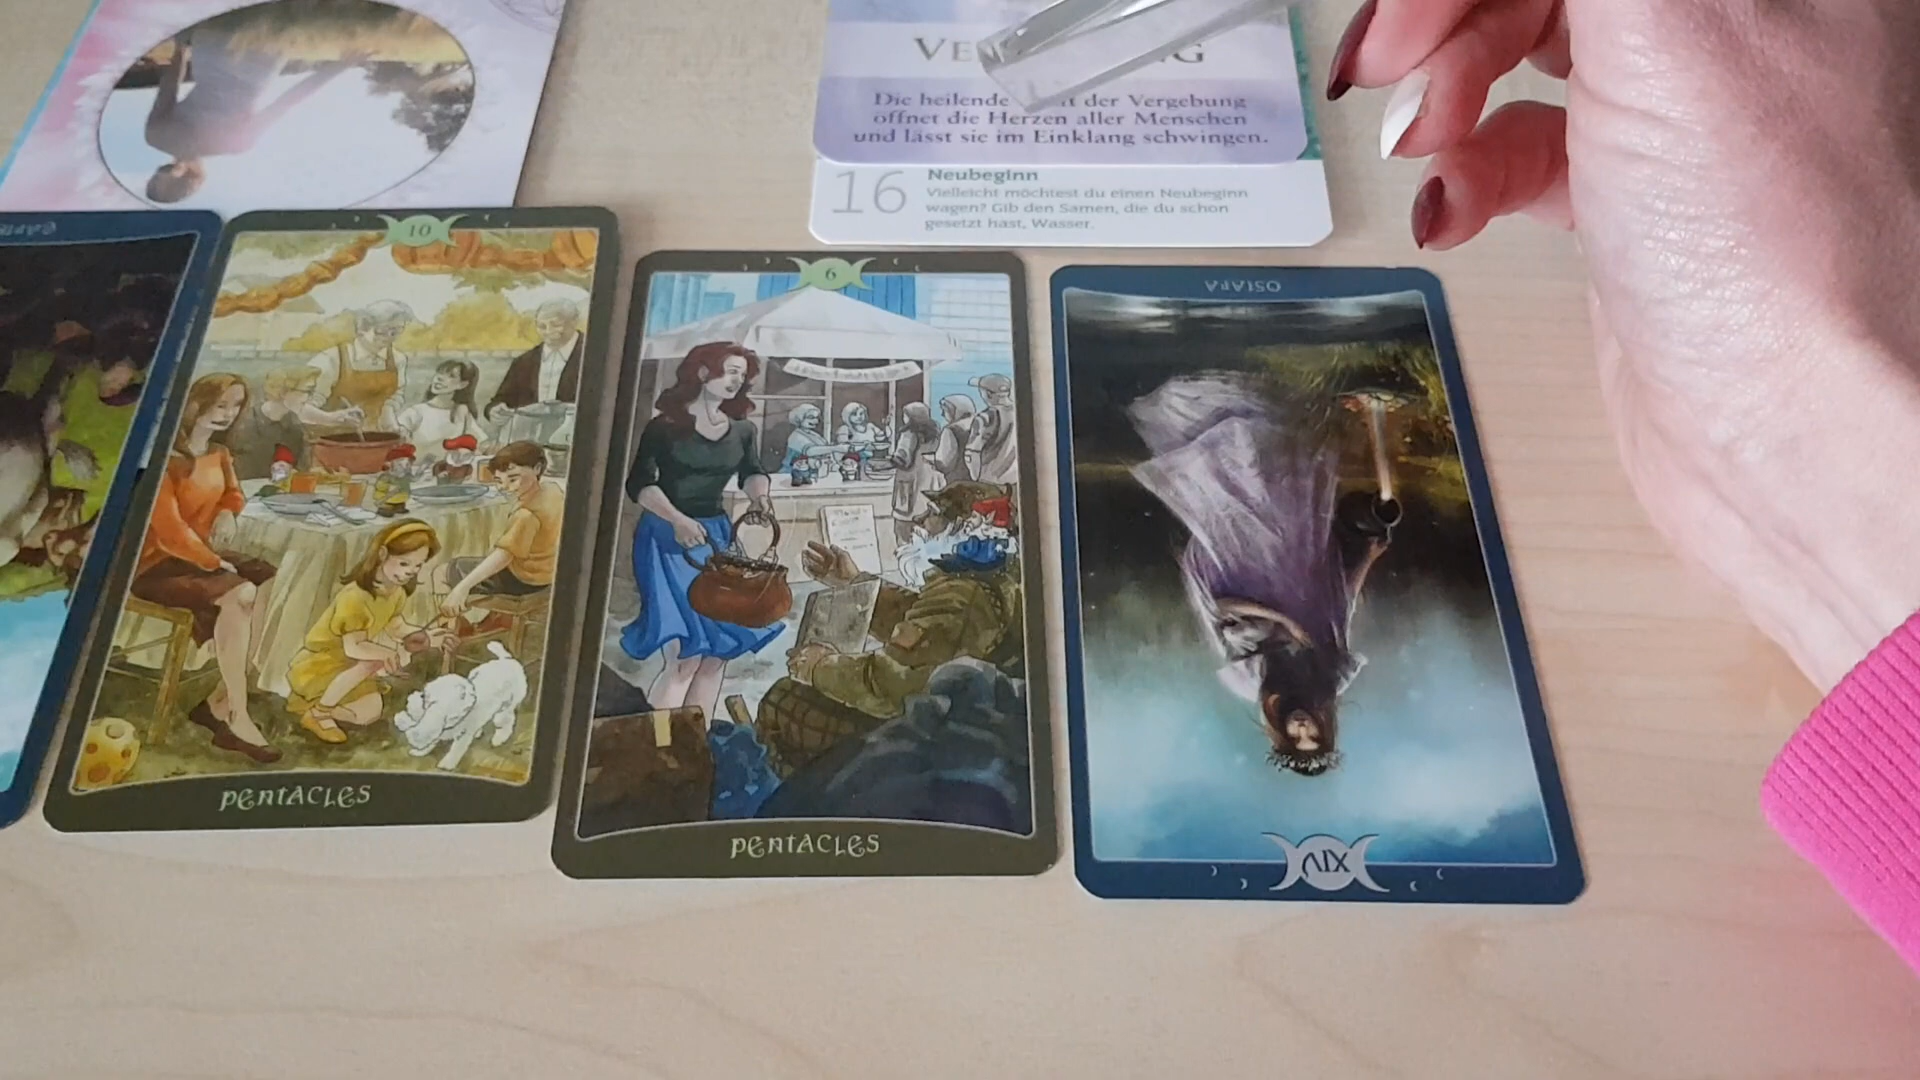 Die heilende der Vergebung
öffnet die Herzen aller Menschen
und lässt sie im Einklang schwingen.
16
Neubeginn
Vielleicht möchtest du einen Neubeginn
wagen? Gib den Samen, die du schon
gesetzt hast, Wasser.
10
PENTACLES
6
PENTACLES
OSTARA
XIV